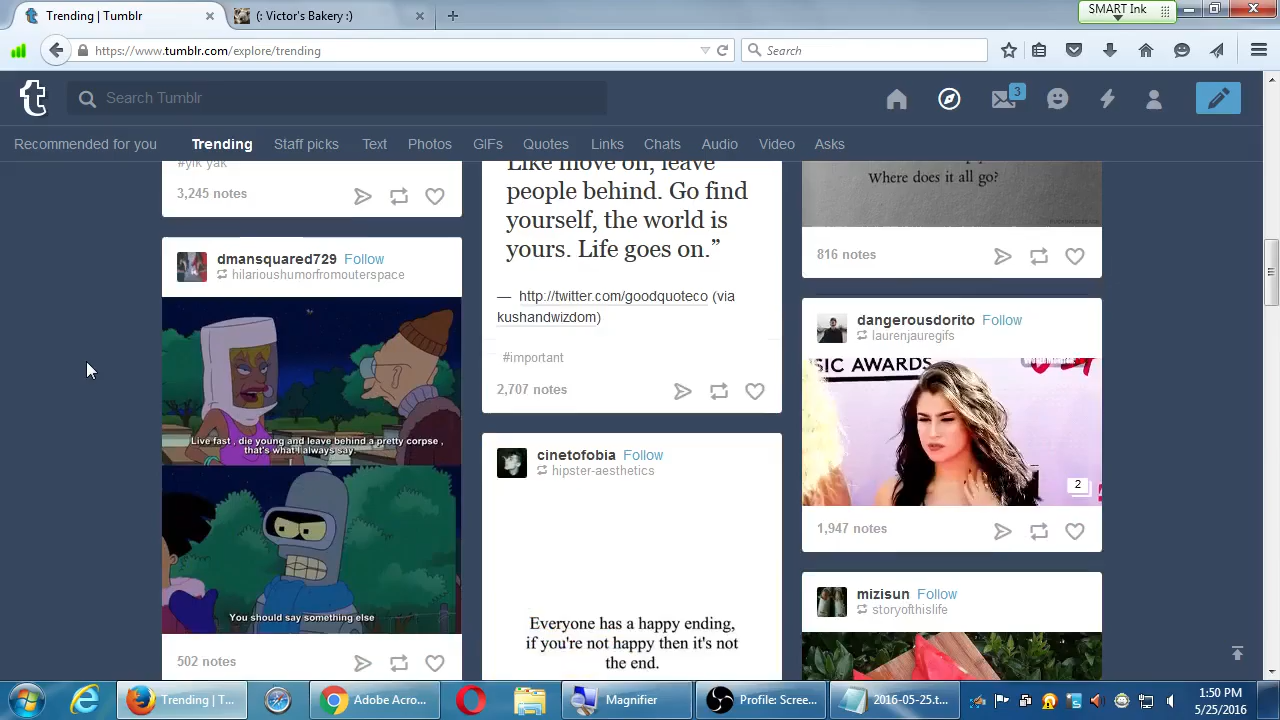 Trending | Tumblr
(: Victor's Bakery :)
SMART Ink
https://www.tumblr.com/explore/trending
Search
Search Tumblr
3
Recommended for you
Trending
Staff picks
Text
Photos
GIFs
Quotes
Links
Chats
Audio
Video
Asks
#yik yak
3,245 notes
dmansquared729 Follow
hilarioushumorfromouterspace
Live fast , die young and leave behind a pretty corpse ,
that's what I always say.
You should say something else
502 notes
Like move on, leave
people behind. Go find
yourself, the world is
yours. Life goes on.”
— http://twitter.com/goodquoteco (via
kushandwizdom)
#important
2,707 notes
cinetofobia Follow
hipster-aesthetics
Everyone has a happy ending,
if you're not happy then it's not
the end.
Where does it all go?
816 notes
dangerousdorito Follow
laurenjauregifs
SIC AWARDS
2
1,947 notes
mizisun Follow
storyofthislife
Trending | T...
Adobe Acro...
Magnifier
Profile: Scree...
2016-05-25.t...
1:50 PM
5/25/2016